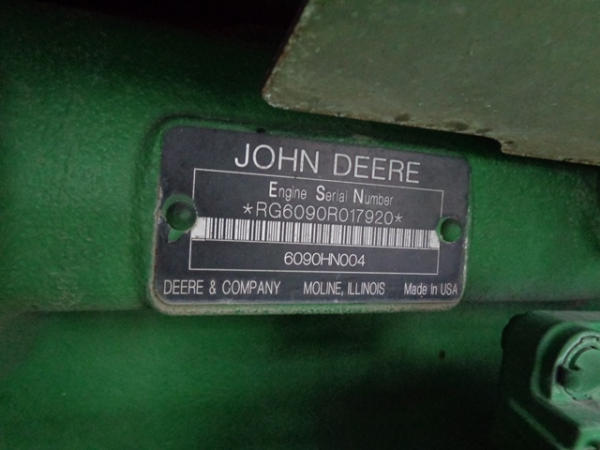 JOHN DEERE
Engine Serial Number
*RG6090R017920*
6090HN004
DEERE & COMPANY MOLINE, ILLINOIS Made In USA